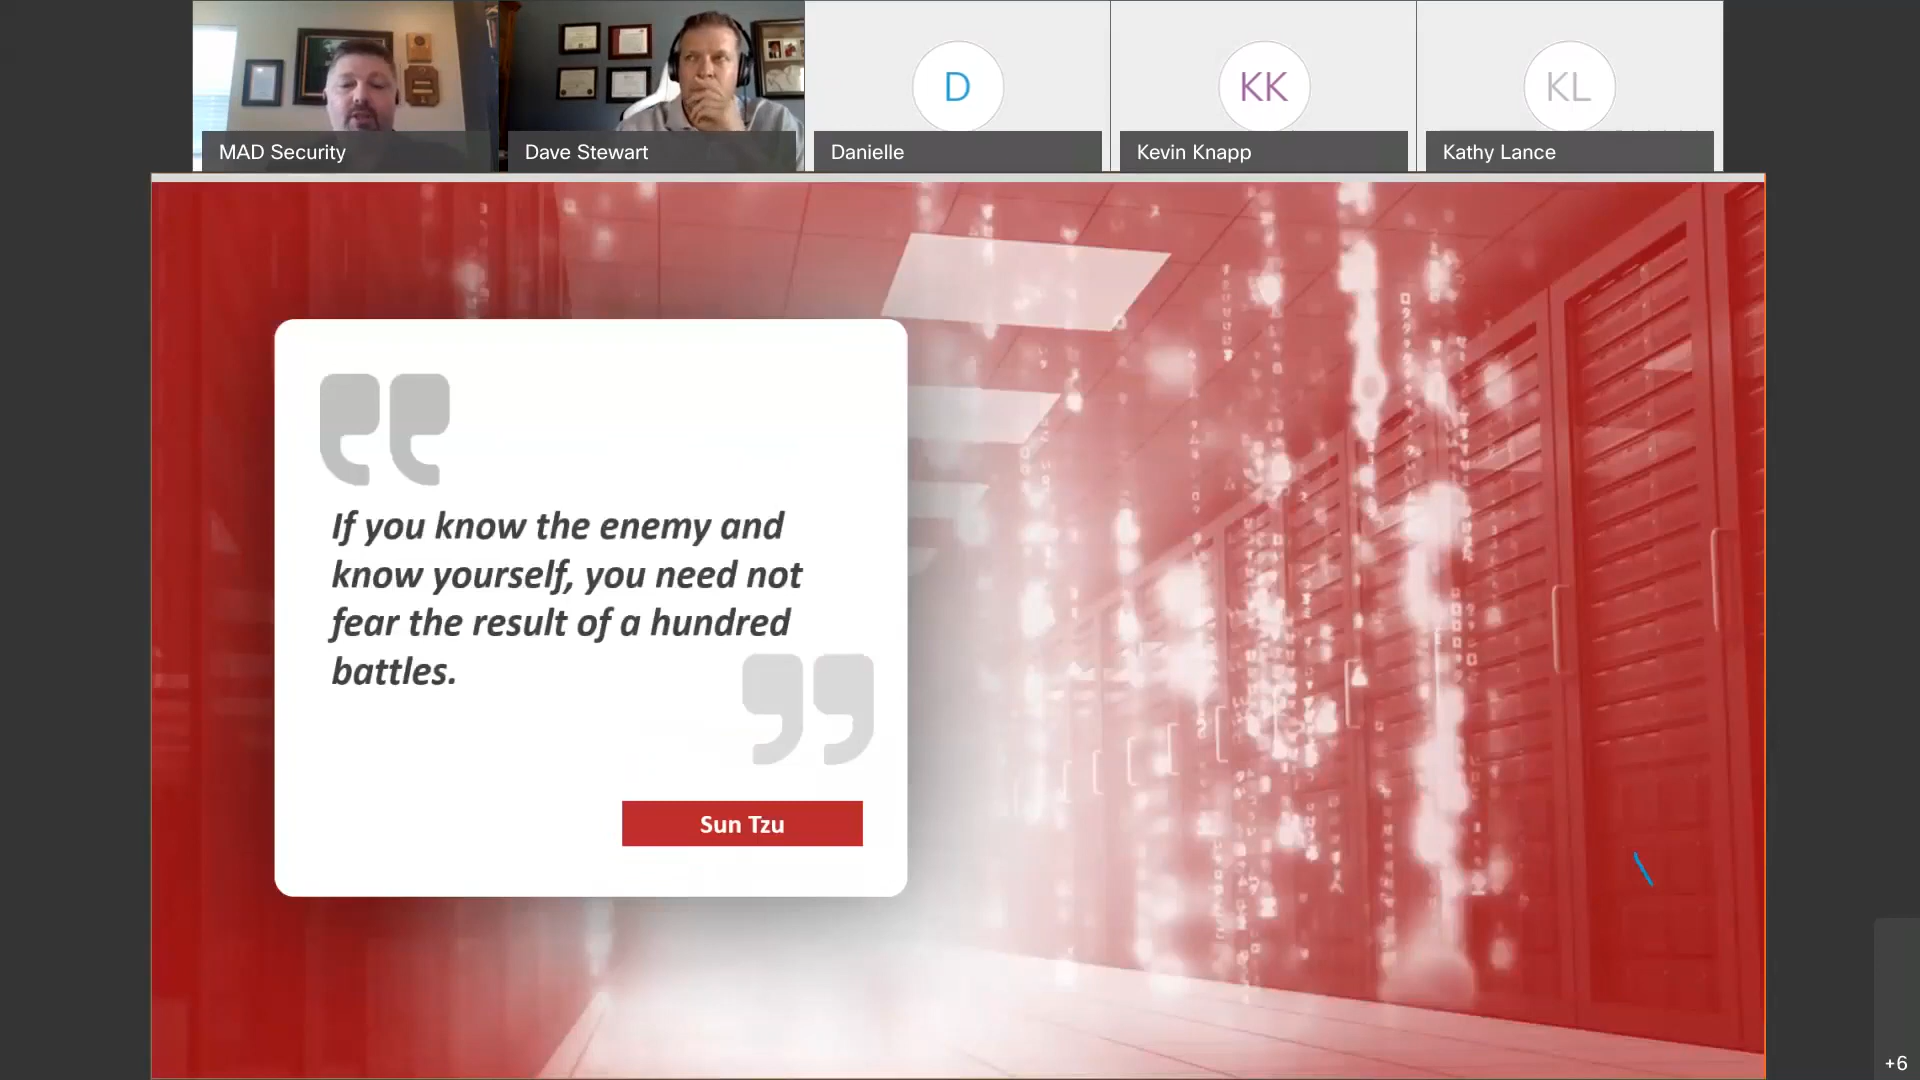 D
KK
KL
MAD Security
Dave Stewart
Danielle
Kevin Knapp
Kathy Lance
If you know the enemy and
know yourself, you need not
fear the result of a hundred
battles.
Sun Tzu
+6